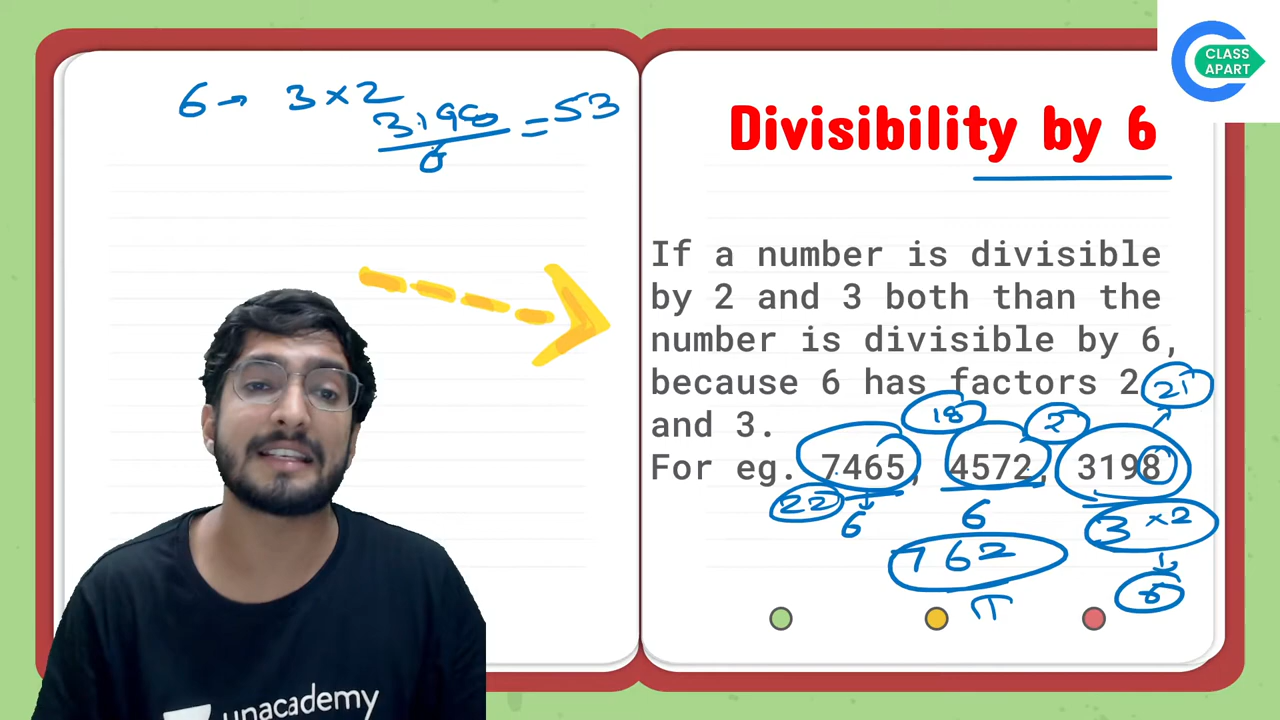 6 → 3 × 2
3198
6
= 53
CLASS
APART
Divisibility by 6
If a number is divisible
by 2 and 3 both than the
number is divisible by 6,
because 6 has factors 2
and 3.
21
18
2
For eg. 7465, 4572, 3198
22
6
6
3 ×2
762
6
unacademy